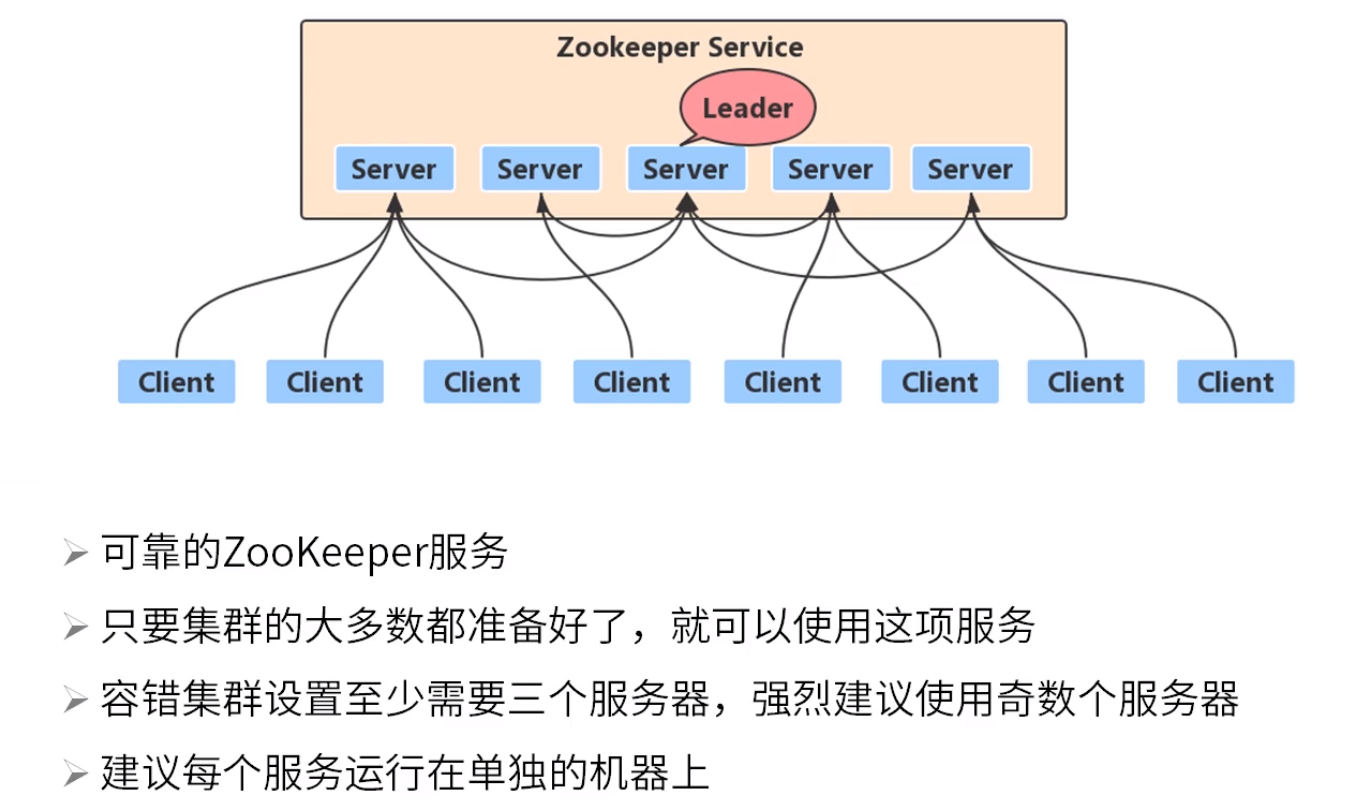 Zookeeper Service
Leader
Server Server Server Server Server
Client Client Client Client Client Client Client Client
可靠的ZooKeeper服务
只要集群的大多数都准备好了，就可以使用这项服务
容错集群设置至少需要三个服务器，强烈建议使用奇数个服务器
建议每个服务运行在单独的机器上